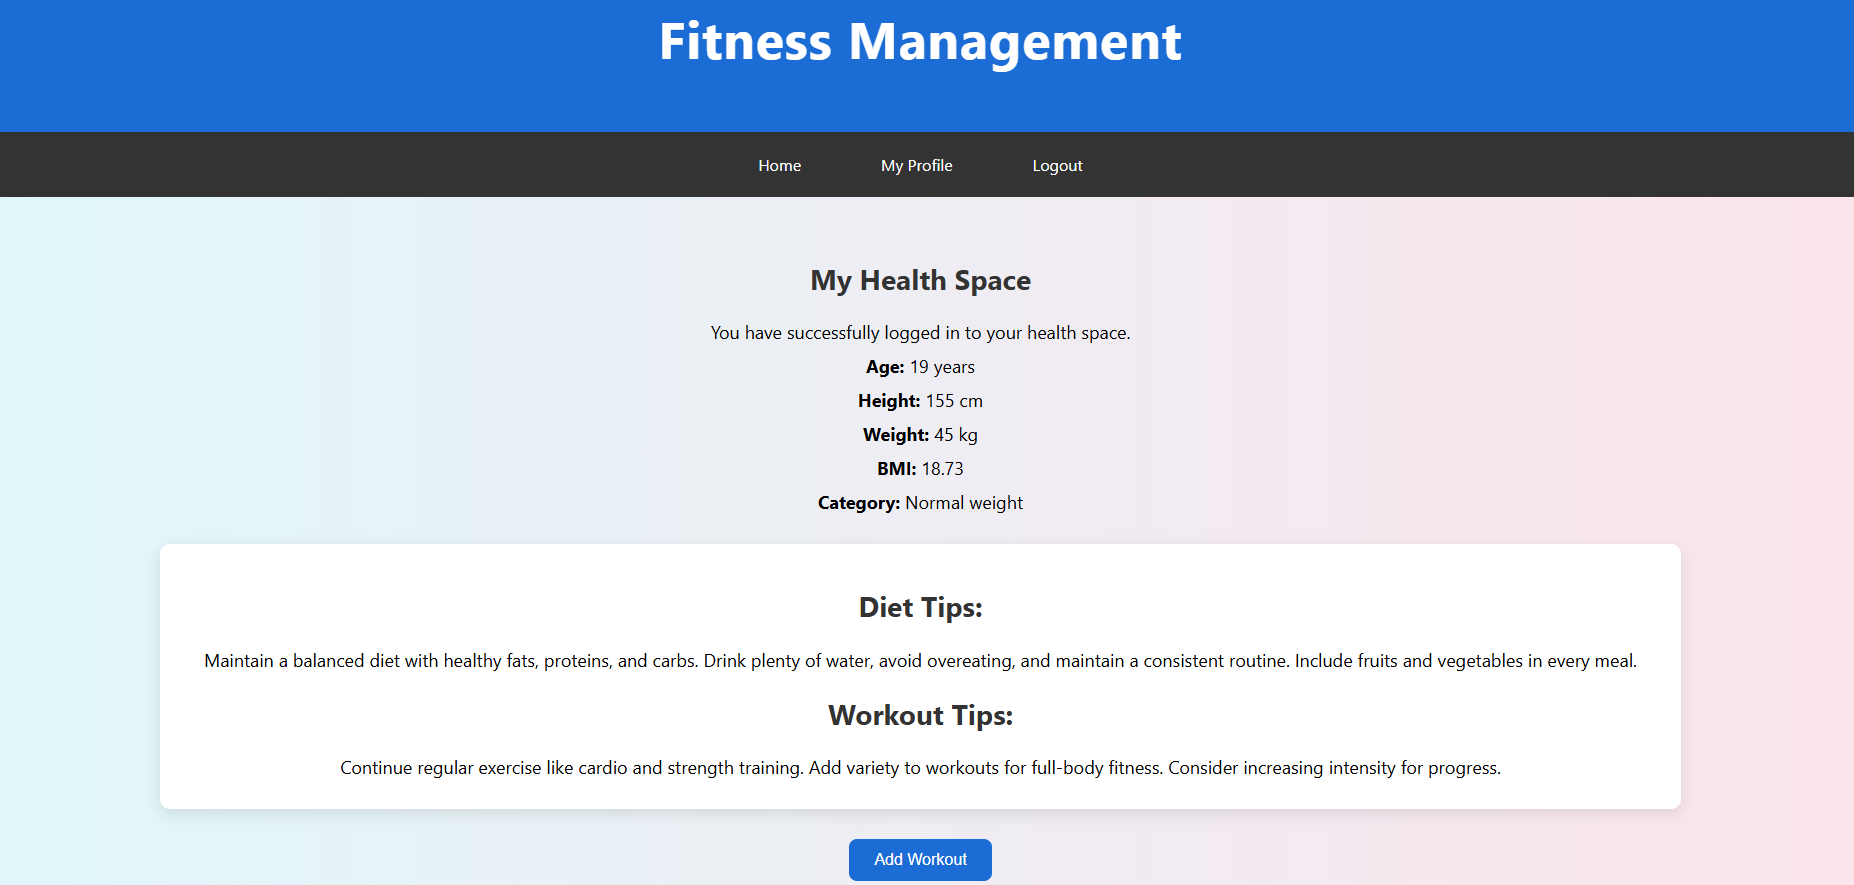 Fitness Management
Home
My Profile
Logout
My Health Space
You have successfully logged in to your health space.
Age: 19 years
Height: 155 cm
Weight: 45 kg
BMI: 18.73
Category: Normal weight
Diet Tips:
Maintain a balanced diet with healthy fats, proteins, and carbs. Drink plenty of water, avoid overeating, and maintain a consistent routine. Include fruits and vegetables in every meal.
Workout Tips:
Continue regular exercise like cardio and strength training. Add variety to workouts for full-body fitness. Consider increasing intensity for progress.
Add Workout